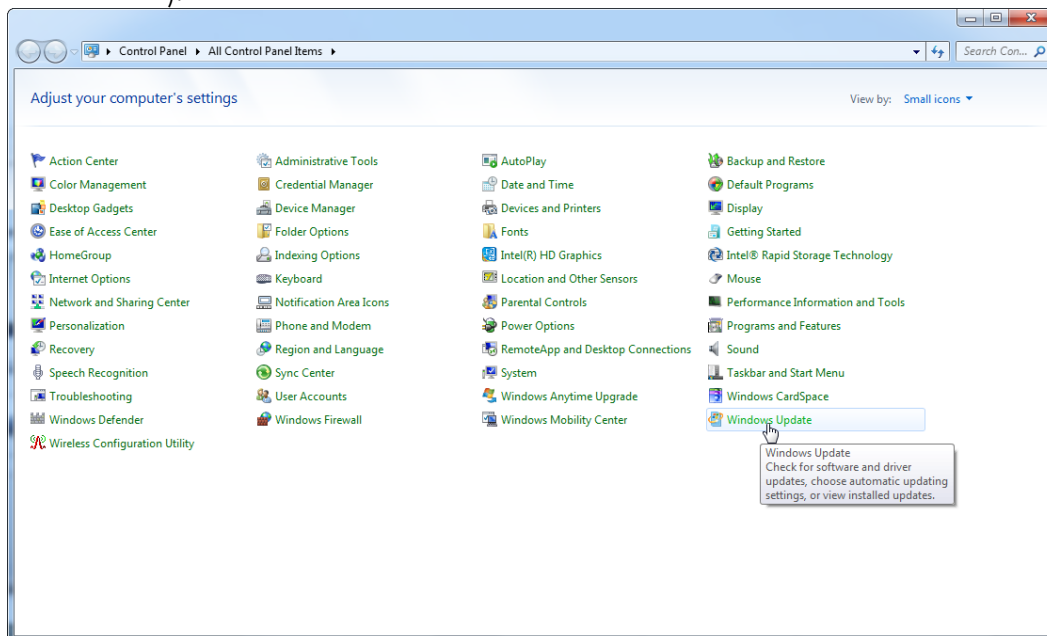 Control Panel ▸ All Control Panel Items ▸
Search Con...
Adjust your computer's settings
View by: Small icons
Action Center
Administrative Tools
AutoPlay
Backup and Restore
Color Management
Credential Manager
Date and Time
Default Programs
Desktop Gadgets
Device Manager
Devices and Printers
Display
Ease of Access Center
Folder Options
Fonts
Getting Started
HomeGroup
Indexing Options
Intel(R) HD Graphics
Intel® Rapid Storage Technology
Internet Options
Keyboard
Location and Other Sensors
Mouse
Network and Sharing Center
Notification Area Icons
Parental Controls
Performance Information and Tools
Personalization
Phone and Modem
Power Options
Programs and Features
Recovery
Region and Language
RemoteApp and Desktop Connections
Sound
Speech Recognition
Sync Center
System
Taskbar and Start Menu
Troubleshooting
User Accounts
Windows Anytime Upgrade
Windows CardSpace
Windows Defender
Windows Firewall
Windows Mobility Center
Windows Update
Wireless Configuration Utility
Windows Update
Check for software and driver
updates, choose automatic updating
settings, or view installed updates.